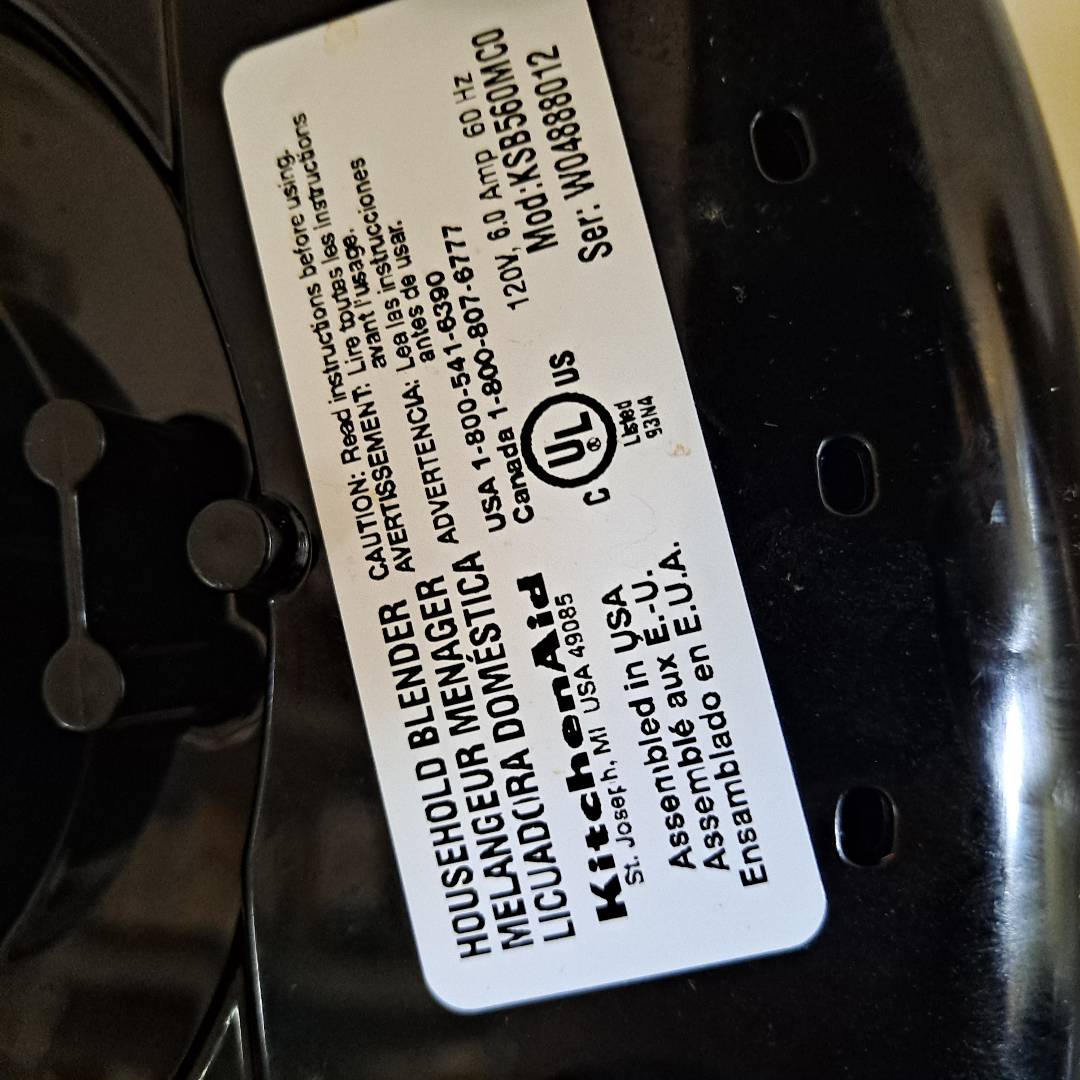 HOUSEHOLD BLENDER
MELANGEUR MENAGER
LICUADORA DOMÉSTICA
CAUTION: Read instructions before using.
AVERTISSEMENT: Lire toutes les instructions
avant l'usage.
ADVERTENCIA: Lea las instrucciones
antes de usar.
USA 1-800-541-6390
Canada 1-800-807-6777
KitchenAid
St. Joseph, MI USA 49085
Assembled in USA
Assemblé aux E.-U.
Ensamblado en E.U.A.
C UL ® US
Listed
93N4
120V, 6.0 Amp 60 Hz
Mod:KSB560MC0
Ser: W04888012